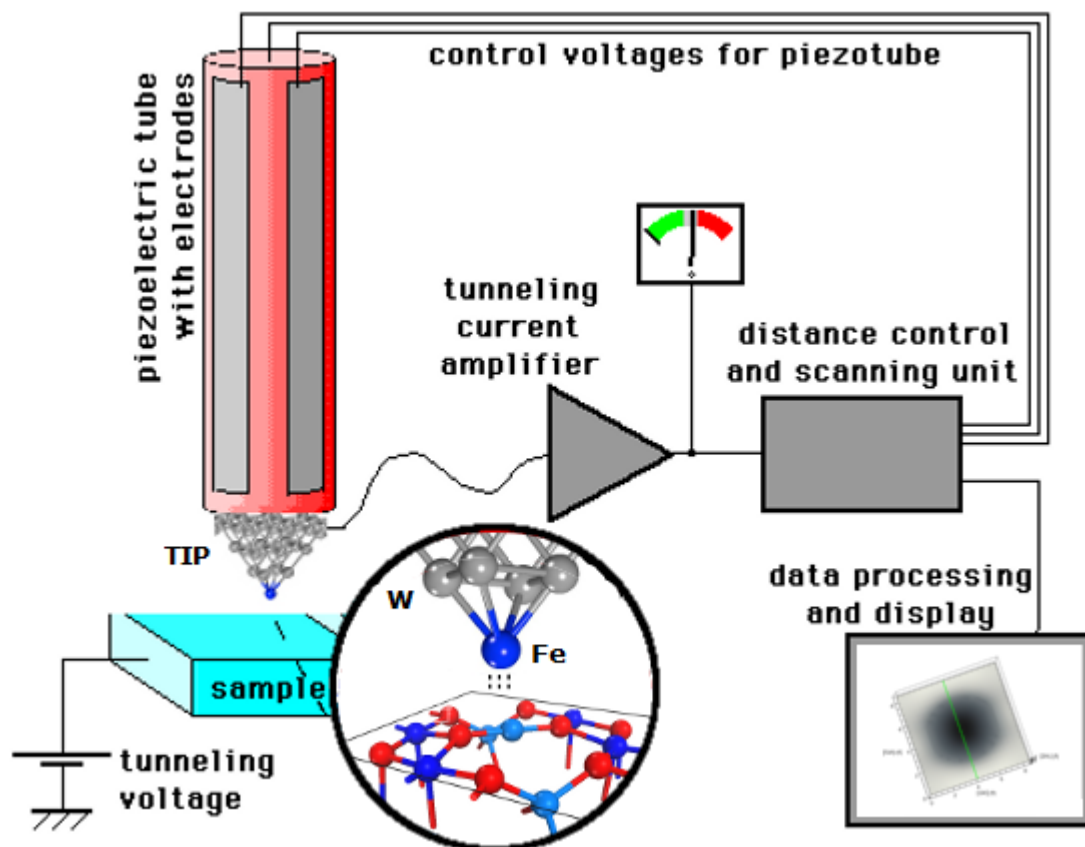 control voltages for piezotube
piezoelectric tube
with electrodes
tunneling
current
amplifier
distance control
and scanning unit
TIP
W
Fe
data processing
and display
sample
tunneling
voltage